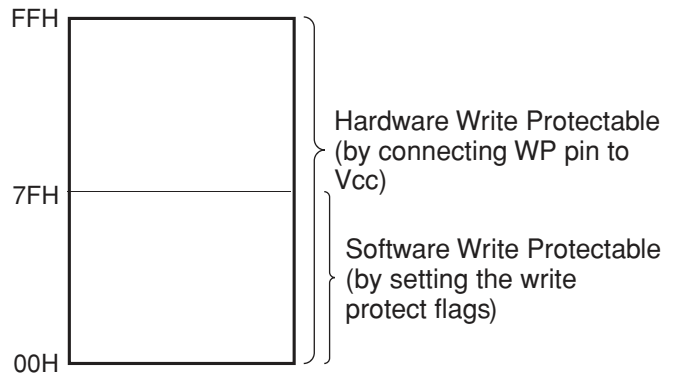 FFH
Hardware Write Protectable
(by connecting WP pin to
Vcc)
7FH
Software Write Protectable
(by setting the write
protect flags)
00H